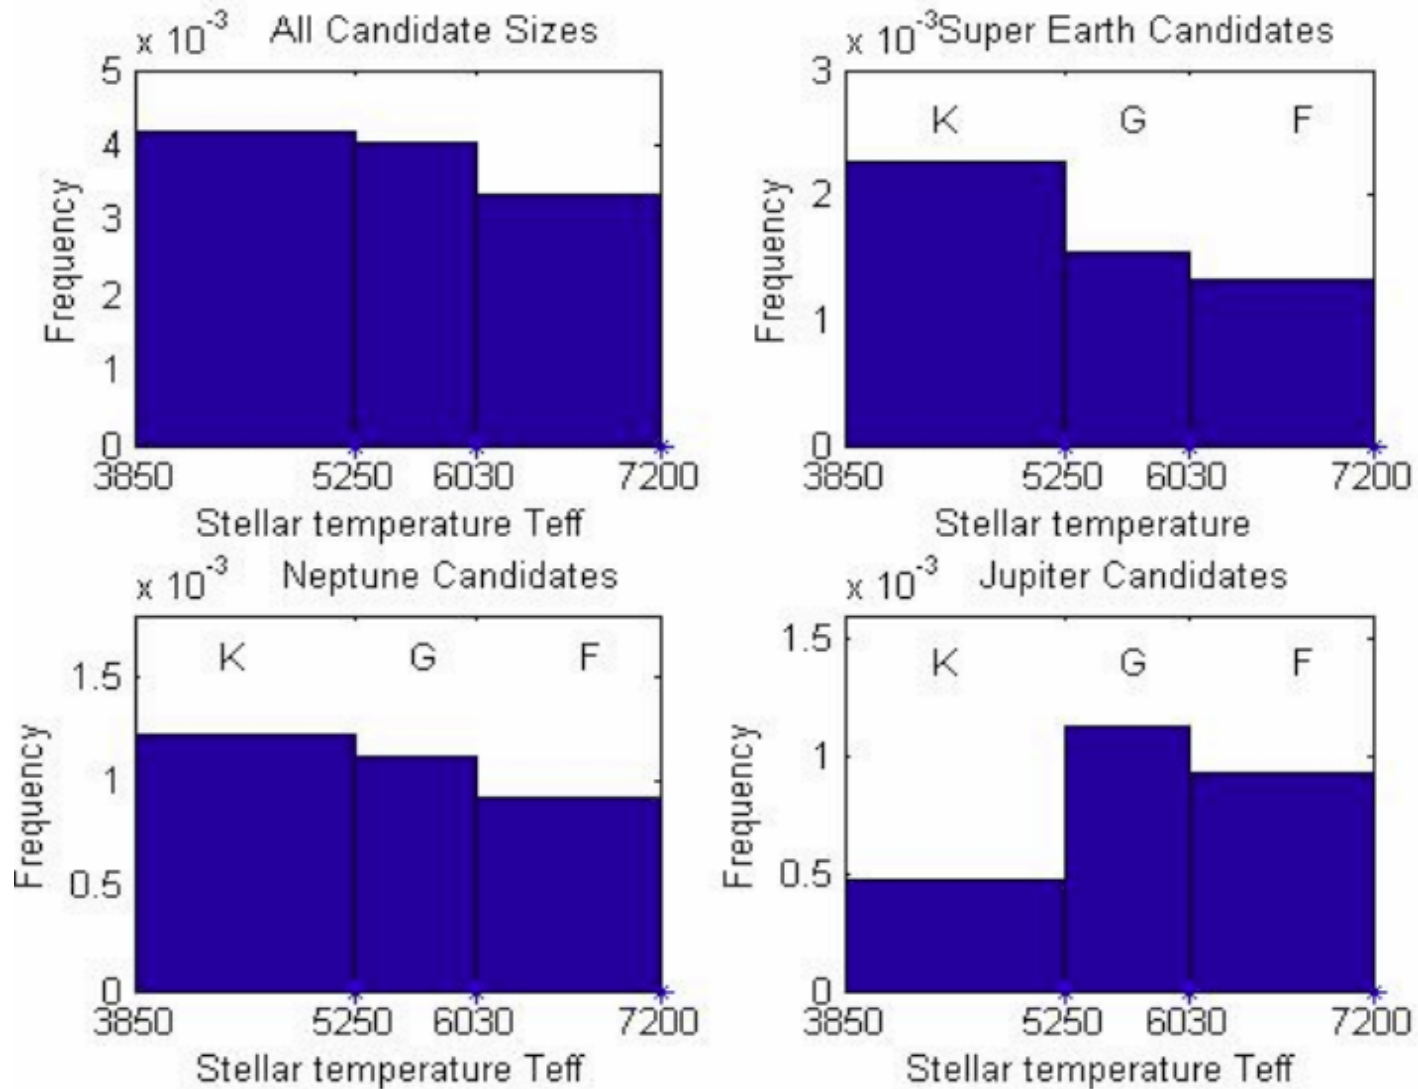 x 10-3 All Candidate Sizes
5
4
3
2
1
0
Frequency
3850 5250 6030 7200
Stellar temperature Teff
x 10-3 Super Earth Candidates
3
2
1
0
Frequency
K G F
3850 5250 6030 7200
Stellar temperature
x 10-3 Neptune Candidates
1.5
1
0.5
0
Frequency
K G F
3850 5250 6030 7200
Stellar temperature Teff
x 10-3 Jupiter Candidates
1.5
1
0.5
0
Frequency
K G F
3850 5250 6030 7200
Stellar temperature Teff